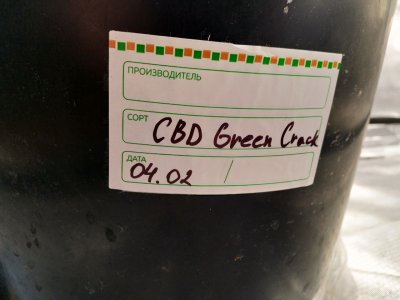 ПРОИЗВОДИТЕЛЬ
СОРТ CBD Green Crack
ДАТА
04.02 /